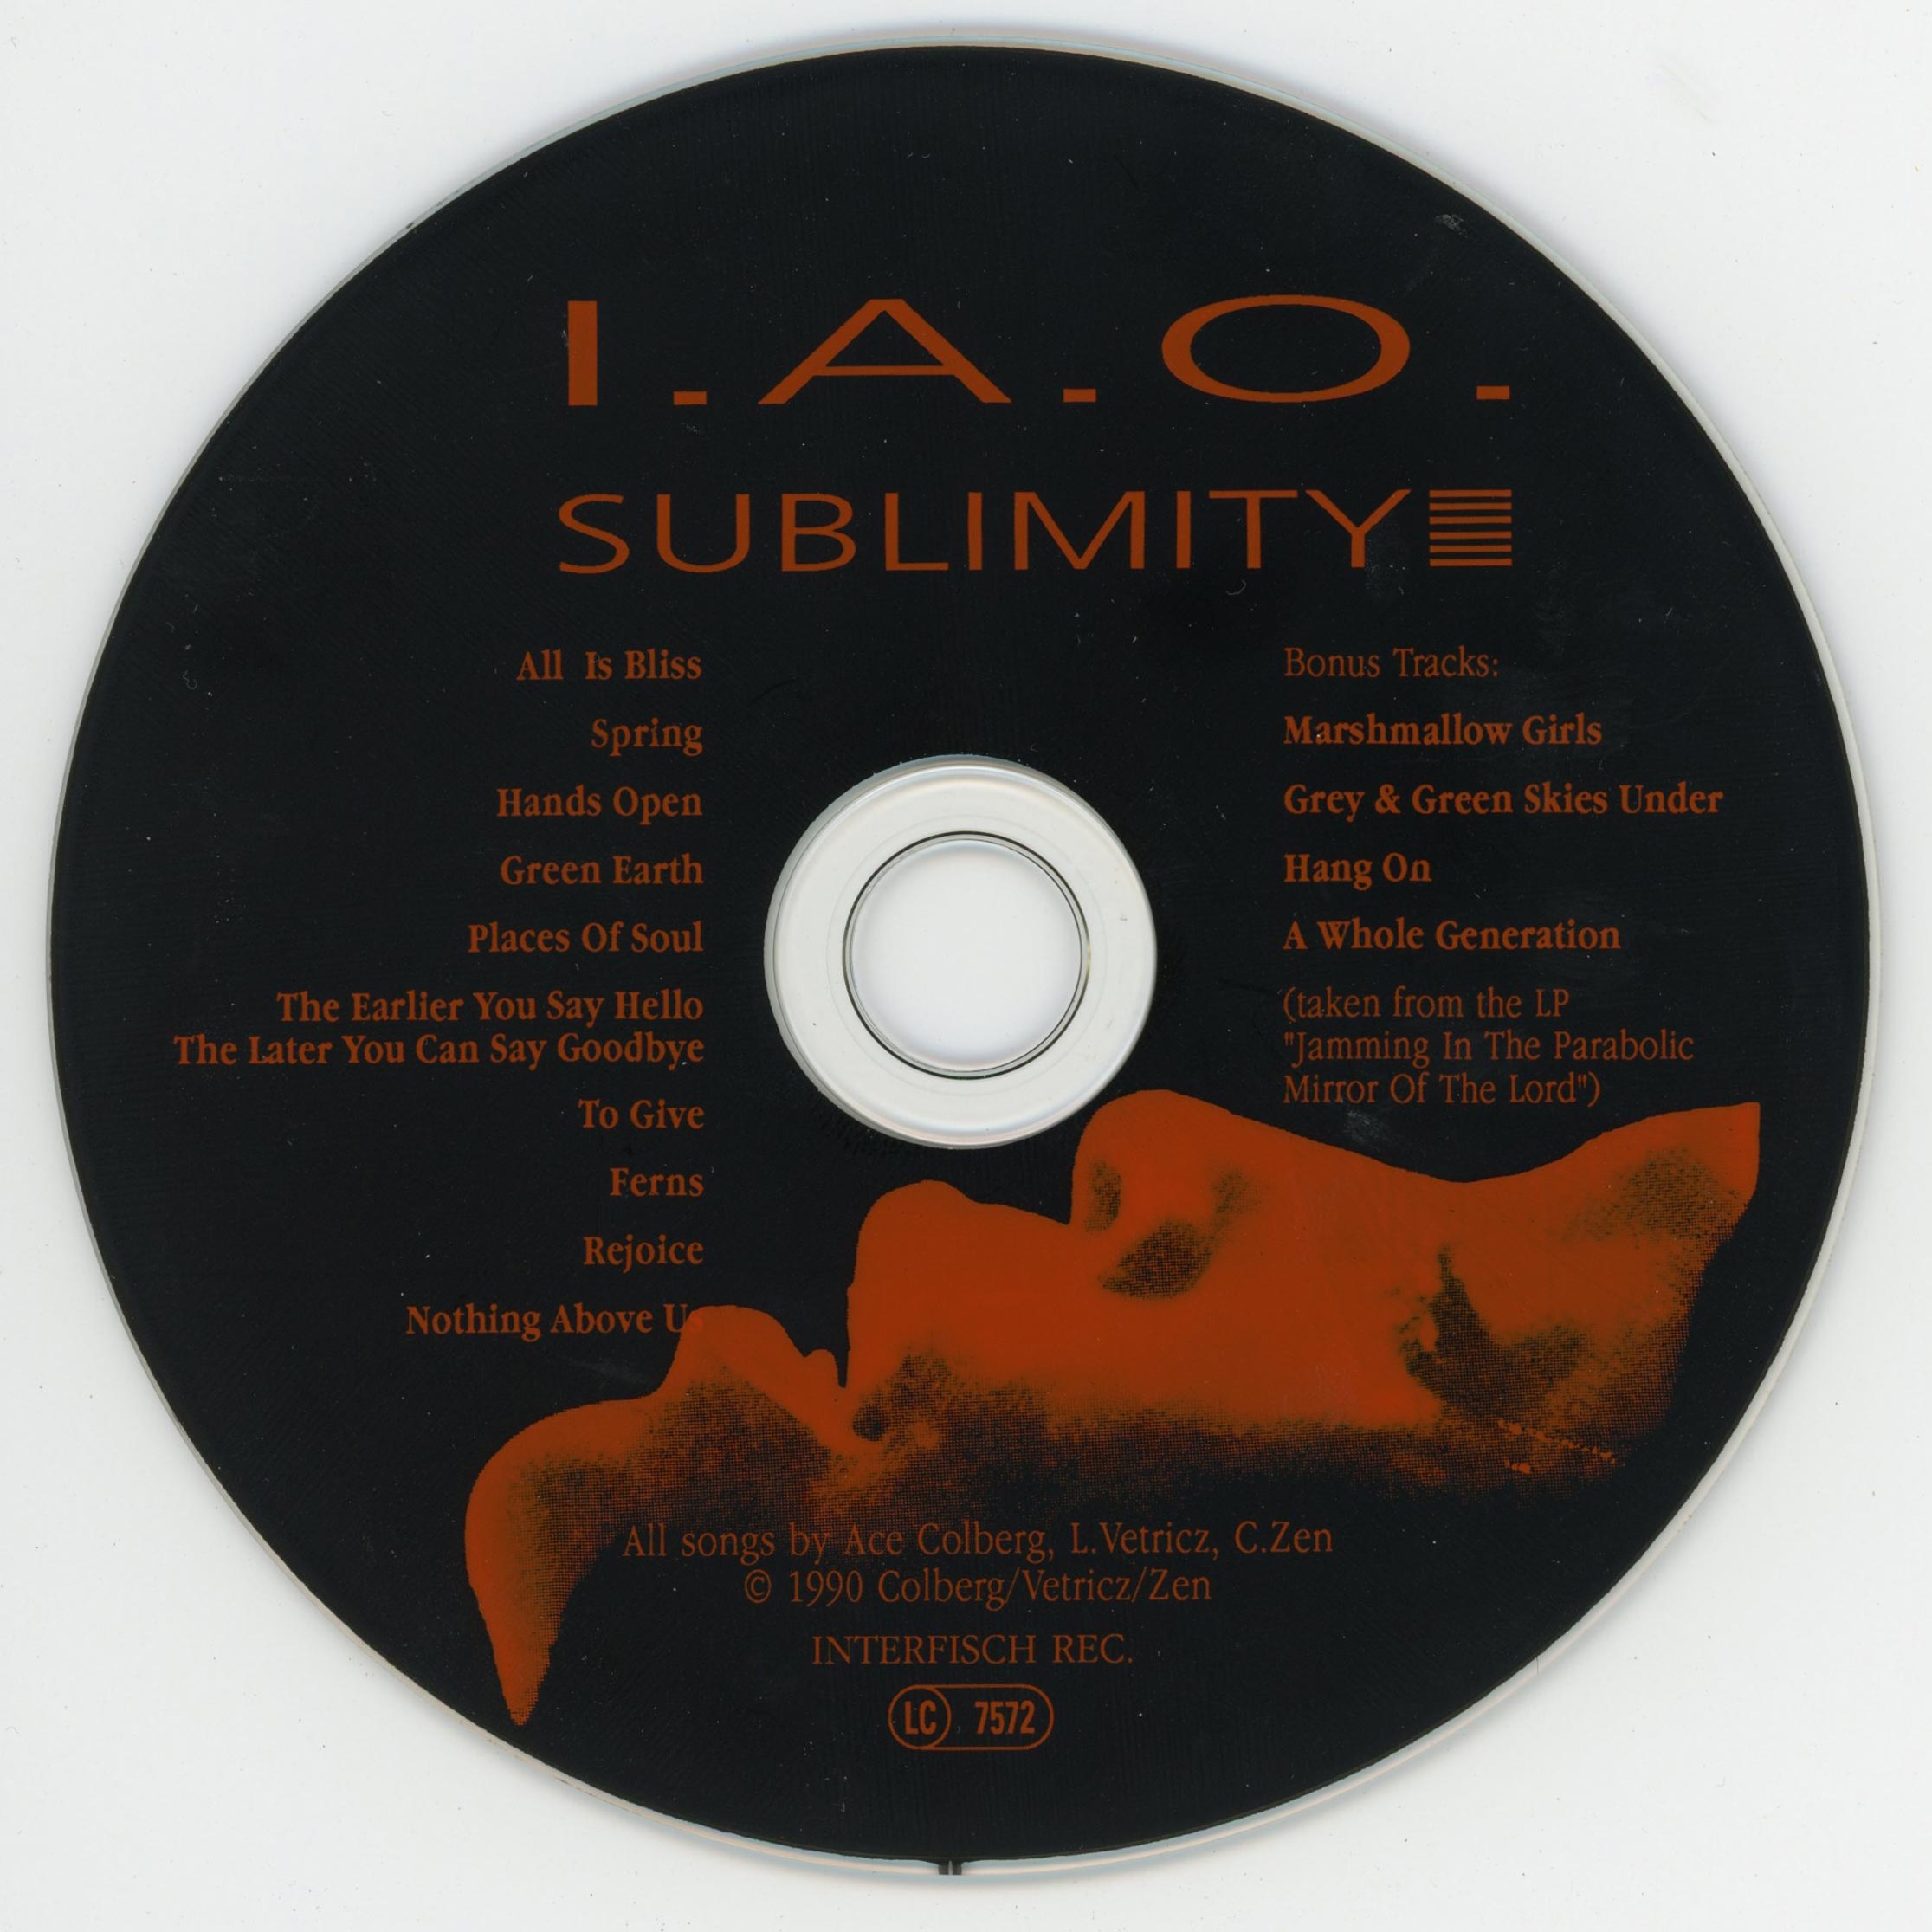 I.A.O.
SUBLIMITY
All Is Bliss
Spring
Hands Open
Green Earth
Places Of Soul
The Earlier You Say Hello
The Later You Can Say Goodbye
To Give
Ferns
Rejoice
Nothing Above Us
Bonus Tracks:
Marshmallow Girls
Grey & Green Skies Under
Hang On
A Whole Generation
(taken from the LP
"Jamming In The Parabolic
Mirror Of The Lord")
All songs by Ace Colberg, L.Vetricz, C.Zen
© 1990 Colberg/Vetricz/Zen
INTERFISCH REC.
LC 7572